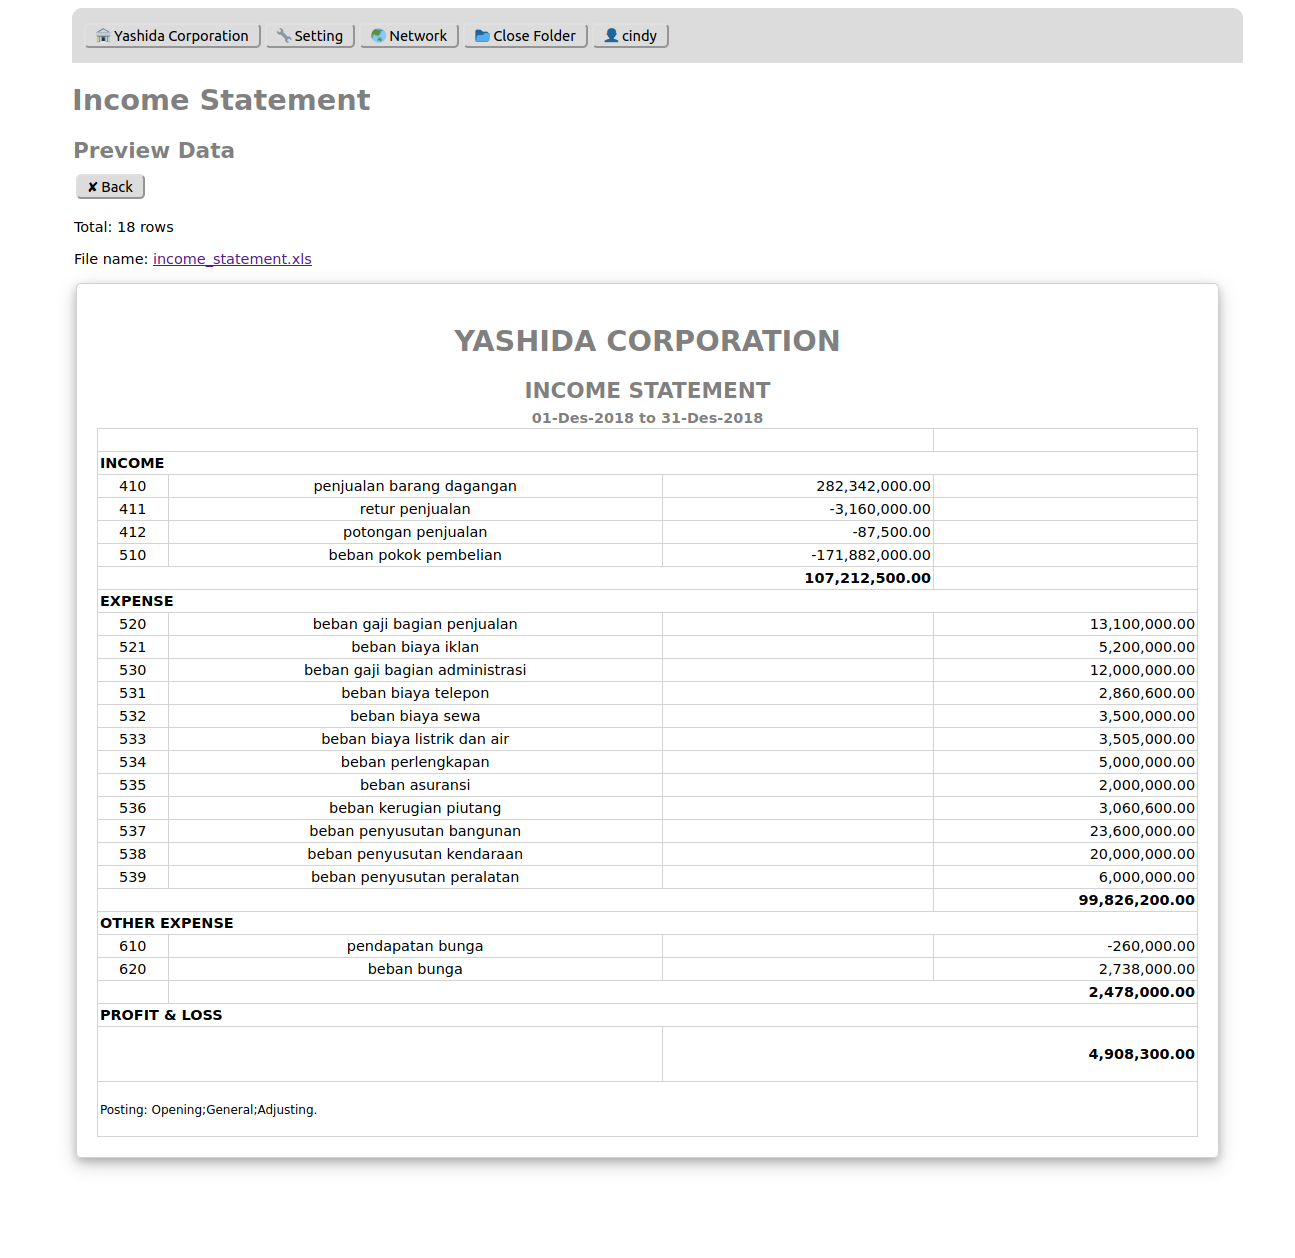 Yashida Corporation Setting Network Close Folder cindy
Income Statement
Preview Data
✘ Back
Total: 18 rows
File name: income_statement.xls
YASHIDA CORPORATION
INCOME STATEMENT
01-Des-2018 to 31-Des-2018
INCOME
410 penjualan barang dagangan 282,342,000.00
411 retur penjualan -3,160,000.00
412 potongan penjualan -87,500.00
510 beban pokok pembelian -171,882,000.00
107,212,500.00
EXPENSE
520 beban gaji bagian penjualan 13,100,000.00
521 beban biaya iklan 5,200,000.00
530 beban gaji bagian administrasi 12,000,000.00
531 beban biaya telepon 2,860,600.00
532 beban biaya sewa 3,500,000.00
533 beban biaya listrik dan air 3,505,000.00
534 beban perlengkapan 5,000,000.00
535 beban asuransi 2,000,000.00
536 beban kerugian piutang 3,060,600.00
537 beban penyusutan bangunan 23,600,000.00
538 beban penyusutan kendaraan 20,000,000.00
539 beban penyusutan peralatan 6,000,000.00
99,826,200.00
OTHER EXPENSE
610 pendapatan bunga -260,000.00
620 beban bunga 2,738,000.00
2,478,000.00
PROFIT & LOSS
4,908,300.00
Posting: Opening;General;Adjusting.